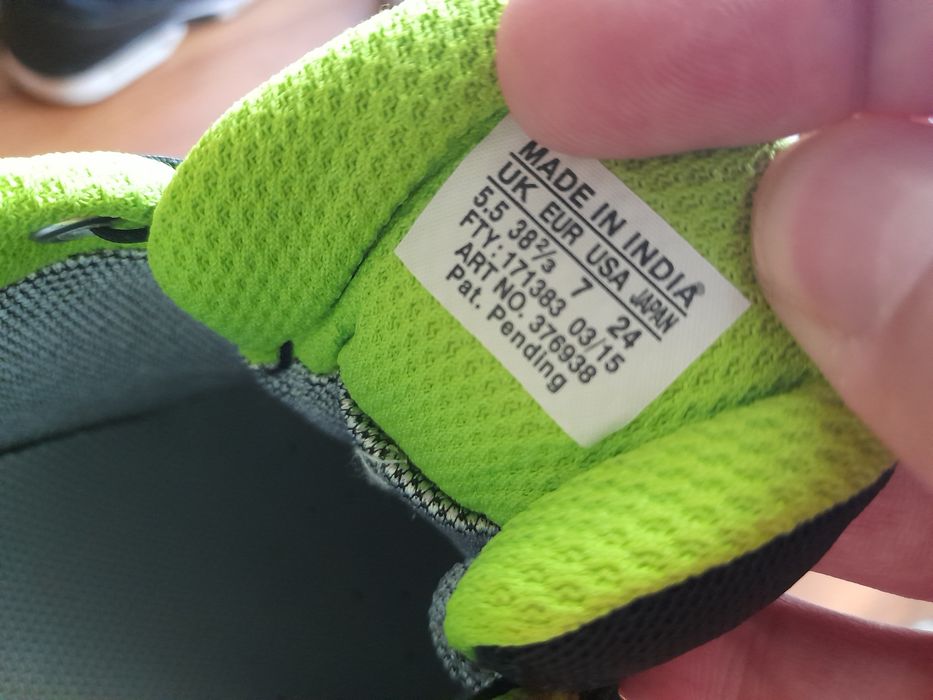 MADE IN INDIA
UK EUR USA JAPAN
5.5 38⅔ 7 24
FTY: 171383 03/15
ART NO. 376938
Pat. Pending